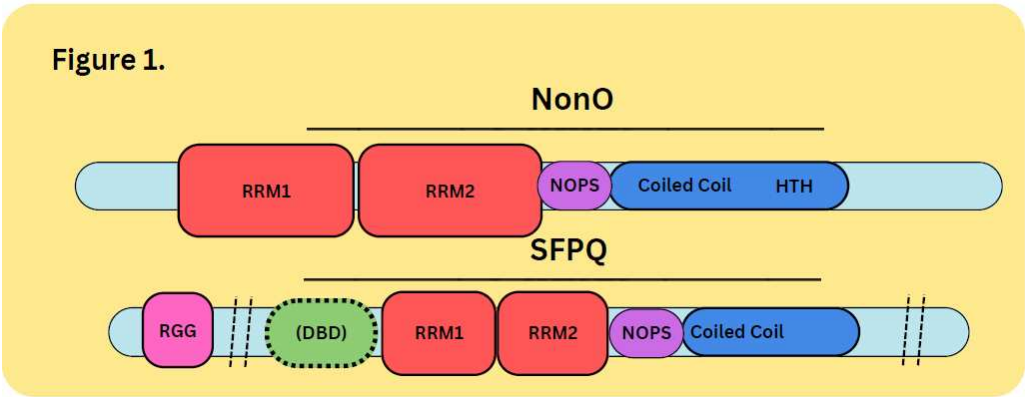 Figure 1.
NonO
RRM1 RRM2 NOPS Coiled Coil HTH
SFPQ
RGG (DBD) RRM1 RRM2 NOPS Coiled Coil